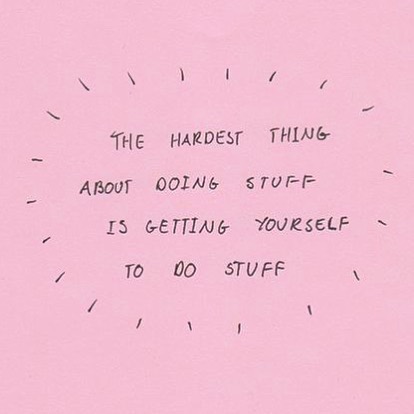 THE HARDEST THING
ABOUT DOING STUFF
IS GETTING YOURSELF
TO DO STUFF